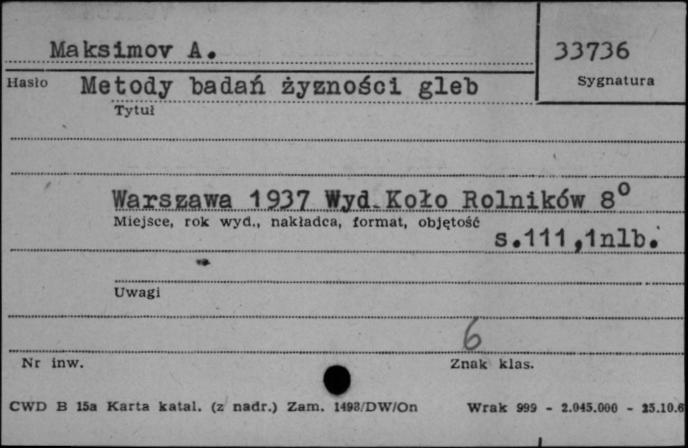 Maksimov A.
33736
Hasło
Metody badań żyzności gleb
Sygnatura
Tytuł
Warszawa 1937 Wyd. Koło Rolników 8°
Miejsce, rok wyd., nakładca, format, objętość
s.111,1nlb.
Uwagi
6
Nr inw.
Znak klas.
CWD B 15a Karta katal. (z nadr.) Zam. 1498/DW/On Wrak 999 - 2.045.000 - 25.10.6